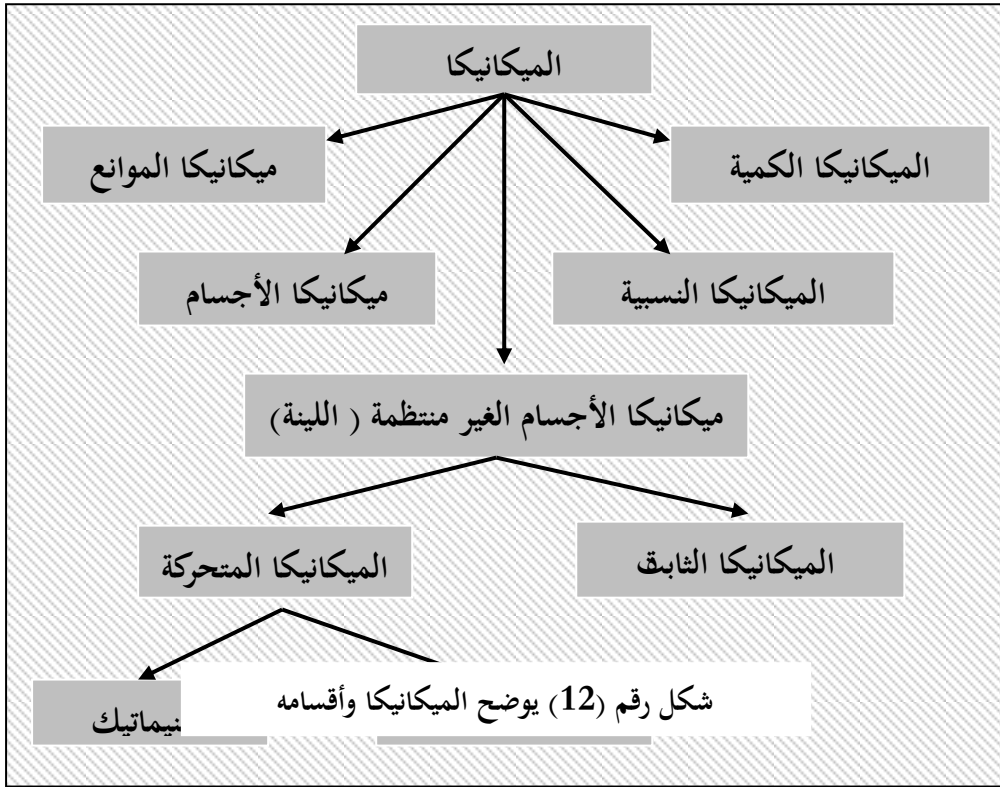 الميكانيكا
الميكانيكا الكمية
ميكانيكا الموانع
الميكانيكا النسبية
ميكانيكا الأجسام
ميكانيكا الأجسام الغير منتظمة ( اللينة)
الميكانيكا الثابتة
الميكانيكا المتحركة
شكل رقم (12) يوضح الميكانيكا وأقسامه